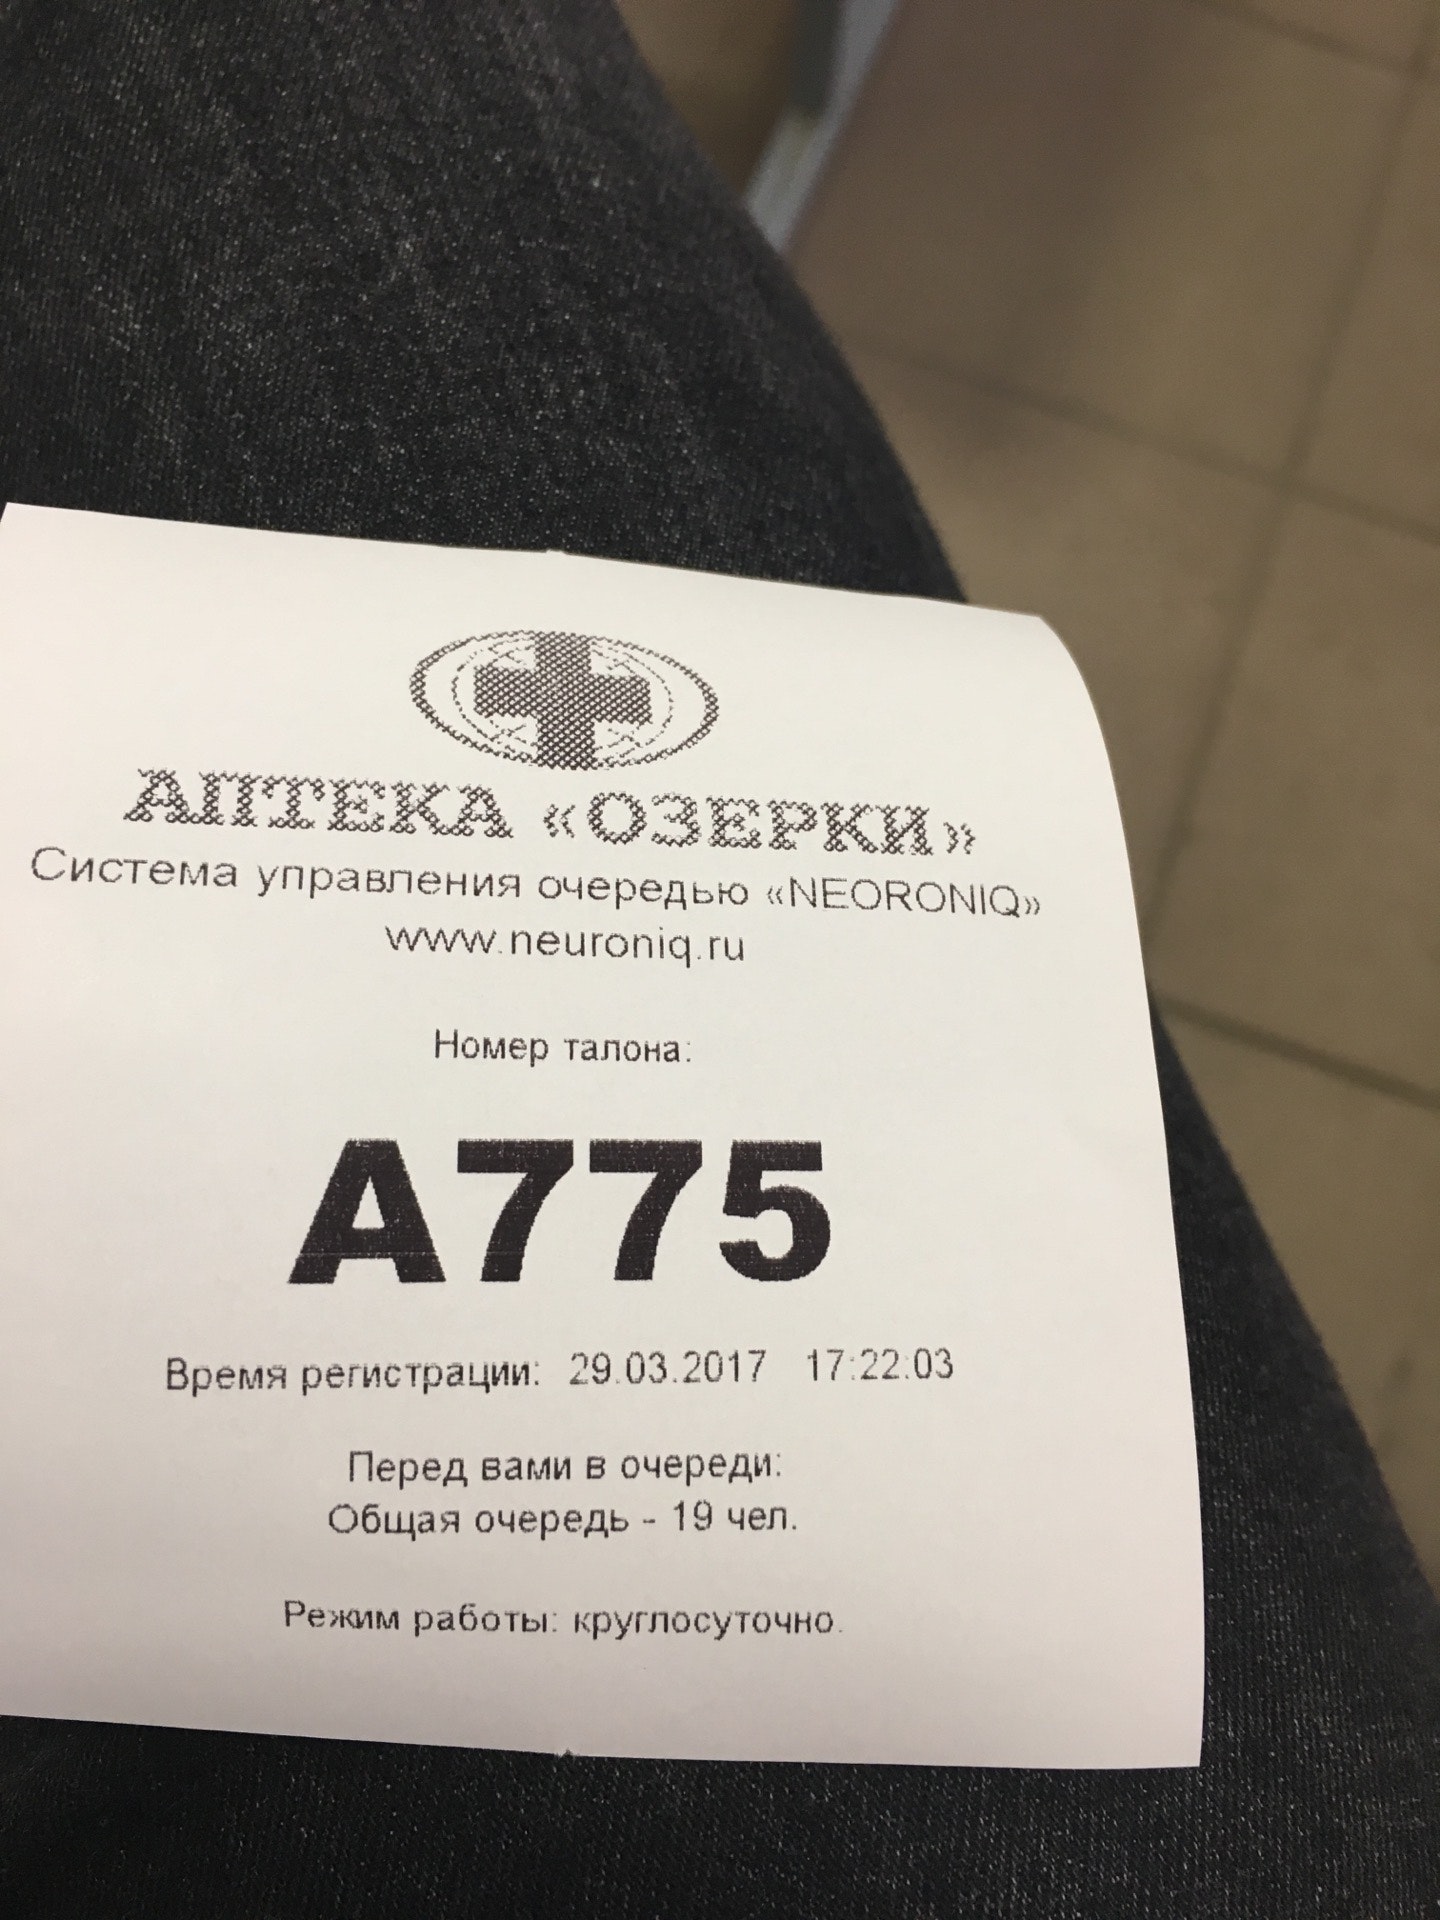 АПТЕКА «ОЗЕРКИ»
Система управления очередью «NEORONIQ»
www.neuroniq.ru
Номер талона:
А775
Время регистрации: 29.03.2017 17:22:03
Перед вами в очереди:
Общая очередь - 19 чел.
Режим работы: круглосуточно.